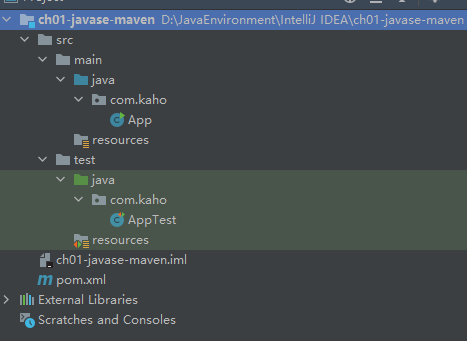 ch01-javase-maven D:\JavaEnvironment\IntelliJ IDEA\ch01-javase-maven
src
main
java
com.kaho
App
resources
test
java
com.kaho
AppTest
resources
ch01-javase-maven.iml
pom.xml
External Libraries
Scratches and Consoles